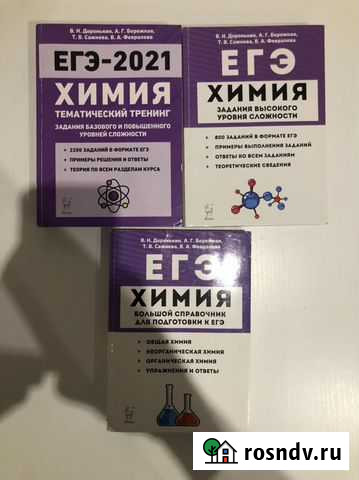 В. Н. Доронькин, А. Г. Бережная,
Т. В. Сажнева, В. А. Февралева
ЕГЭ-2021
ХИМИЯ
ТЕМАТИЧЕСКИЙ ТРЕНИНГ
ЗАДАНИЯ БАЗОВОГО И ПОВЫШЕННОГО
УРОВНЕЙ СЛОЖНОСТИ
ЗАДАНИЙ В ФОРМАТЕ ЕГЭ
ПРИМЕРЫ РЕШЕНИЯ И ОТВЕТЫ
ТЕОРИЯ ПО ВСЕМ РАЗДЕЛАМ КУРСА
В. Н. Доронькин, А. Г. Бережная,
Т. В. Сажнева, В. А. Февралева
ЕГЭ
ХИМИЯ
ЗАДАНИЯ ВЫСОКОГО
УРОВНЯ СЛОЖНОСТИ
600 ЗАДАНИЙ В ФОРМАТЕ ЕГЭ
ПРИМЕРЫ ВЫПОЛНЕНИЯ ЗАДАНИЙ
ОТВЕТЫ КО ВСЕМ ЗАДАНИЯМ
ТЕОРЕТИЧЕСКИЕ СВЕДЕНИЯ
В. Н. Доронькин, А. Г. Бережная,
Т. В. Сажнева, В. А. Февралева
ЕГЭ
ХИМИЯ
БОЛЬШОЙ СПРАВОЧНИК
ДЛЯ ПОДГОТОВКИ К ЕГЭ
ОБЩАЯ ХИМИЯ
НЕОРГАНИЧЕСКАЯ ХИМИЯ
ОРГАНИЧЕСКАЯ ХИМИЯ
УПРАЖНЕНИЯ И ОТВЕТЫ
rosndv.ru